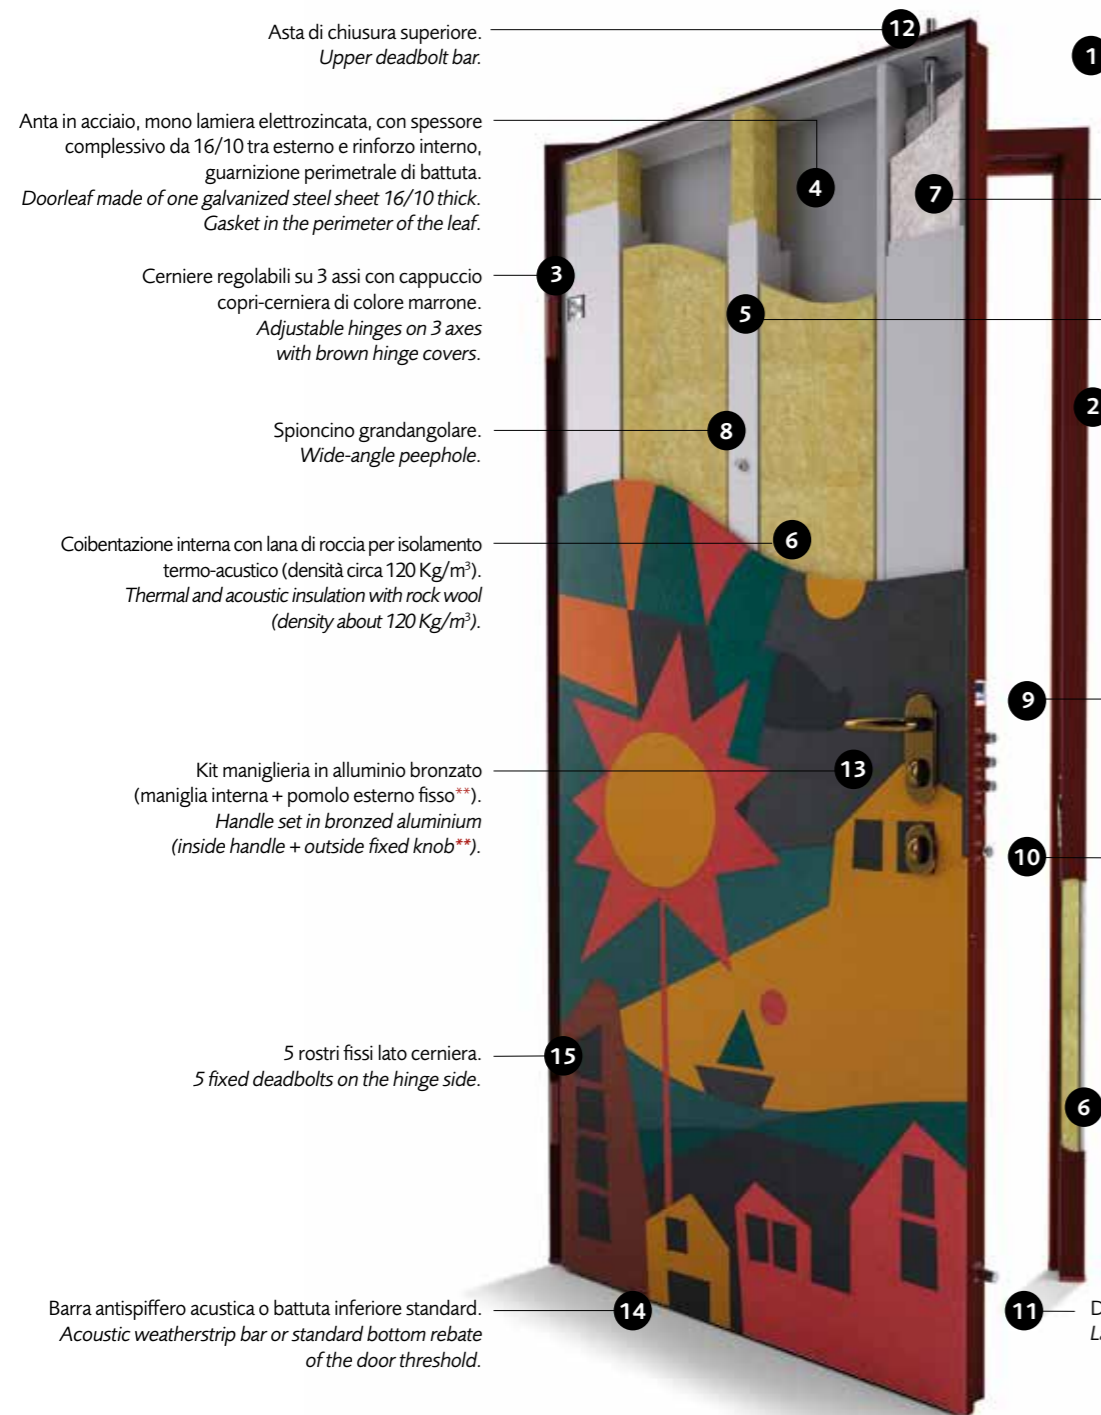 Asta di chiusura superiore.
Upper deadbolt bar.
12
1
Anta in acciaio, mono lamiera elettrozincata, con spessore
complessivo da 16/10 tra esterno e rinforzo interno,
guarnizione perimetrale di battuta.
Doorleaf made of one galvanized steel sheet 16/10 thick.
Gasket in the perimeter of the leaf.
4
7
Cerniere regolabili su 3 assi con cappuccio
copri-cerniera di colore marrone.
Adjustable hinges on 3 axes
with brown hinge covers.
3
5
2
Spioncino grandangolare.
Wide-angle peephole.
8
Coibentazione interna con lana di roccia per isolamento
termo-acustico (densità circa 120 Kg/m³).
Thermal and acoustic insulation with rock wool
(density about 120 Kg/m³).
6
9
Kit maniglieria in alluminio bronzato
(maniglia interna + pomolo esterno fisso**).
Handle set in bronzed aluminium
(inside handle + outside fixed knob**).
13
10
5 rostri fissi lato cerniera.
5 fixed deadbolts on the hinge side.
15
6
Barra antispiffero acustica o battuta inferiore standard.
Acoustic weatherstrip bar or standard bottom rebate
of the door threshold.
14
11